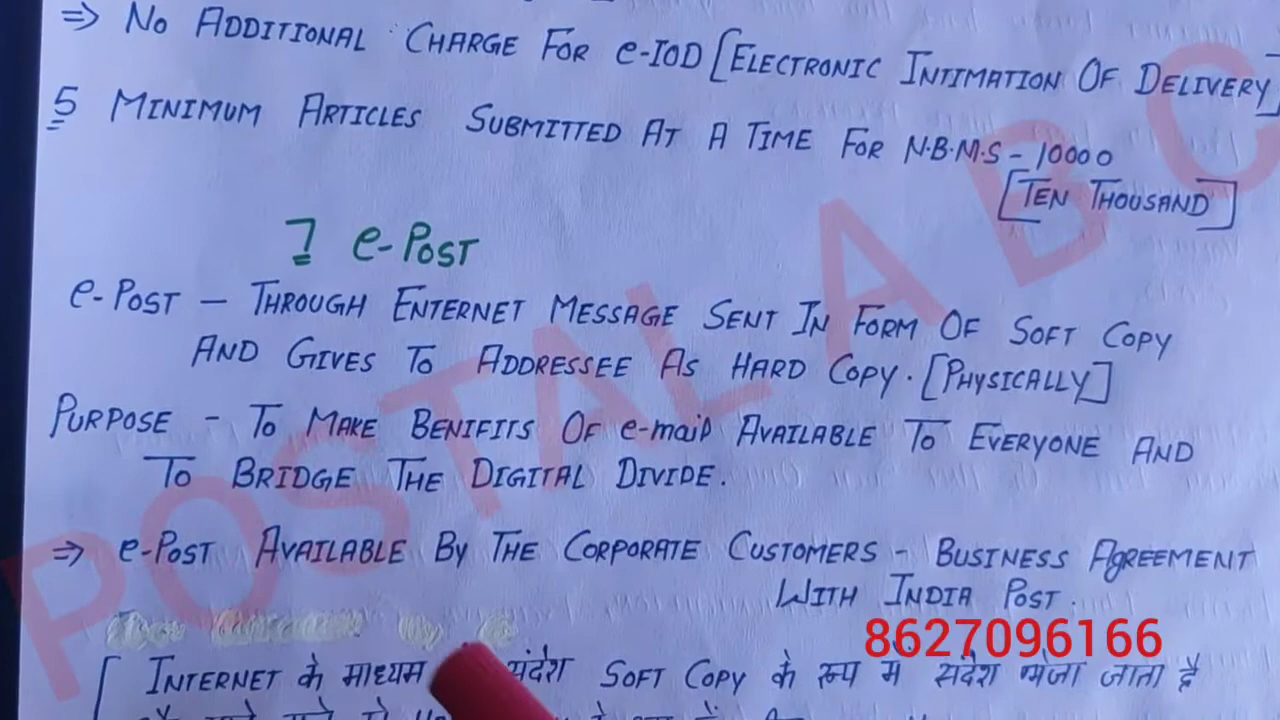 ⇒ NO ADDITIONAL CHARGE FOR e-IOD [ELECTRONIC INTIMATION OF DELIVERY]
5 MINIMUM ARTICLES SUBMITTED AT A TIME FOR N.B.M.S - 10000
[TEN THOUSAND]
7 e-POST
e-POST — THROUGH ENTERNET MESSAGE SENT IN FORM OF SOFT COPY
AND GIVES TO ADDRESSEE AS HARD COPY. [PHYSICALLY]
PURPOSE - TO MAKE BENIFITS OF e-mail AVAILABLE TO EVERYONE AND
TO BRIDGE THE DIGITAL DIVIDE.
⇒ e-POST AVAILABLE BY THE CORPORATE CUSTOMERS - BUSINESS AGREEMENT
WITH INDIA POST.
8627096166
[INTERNET के माध्यम संदेश SOFT COPY के रूप में संदेश भेजा जाता है
POSTAL ABC